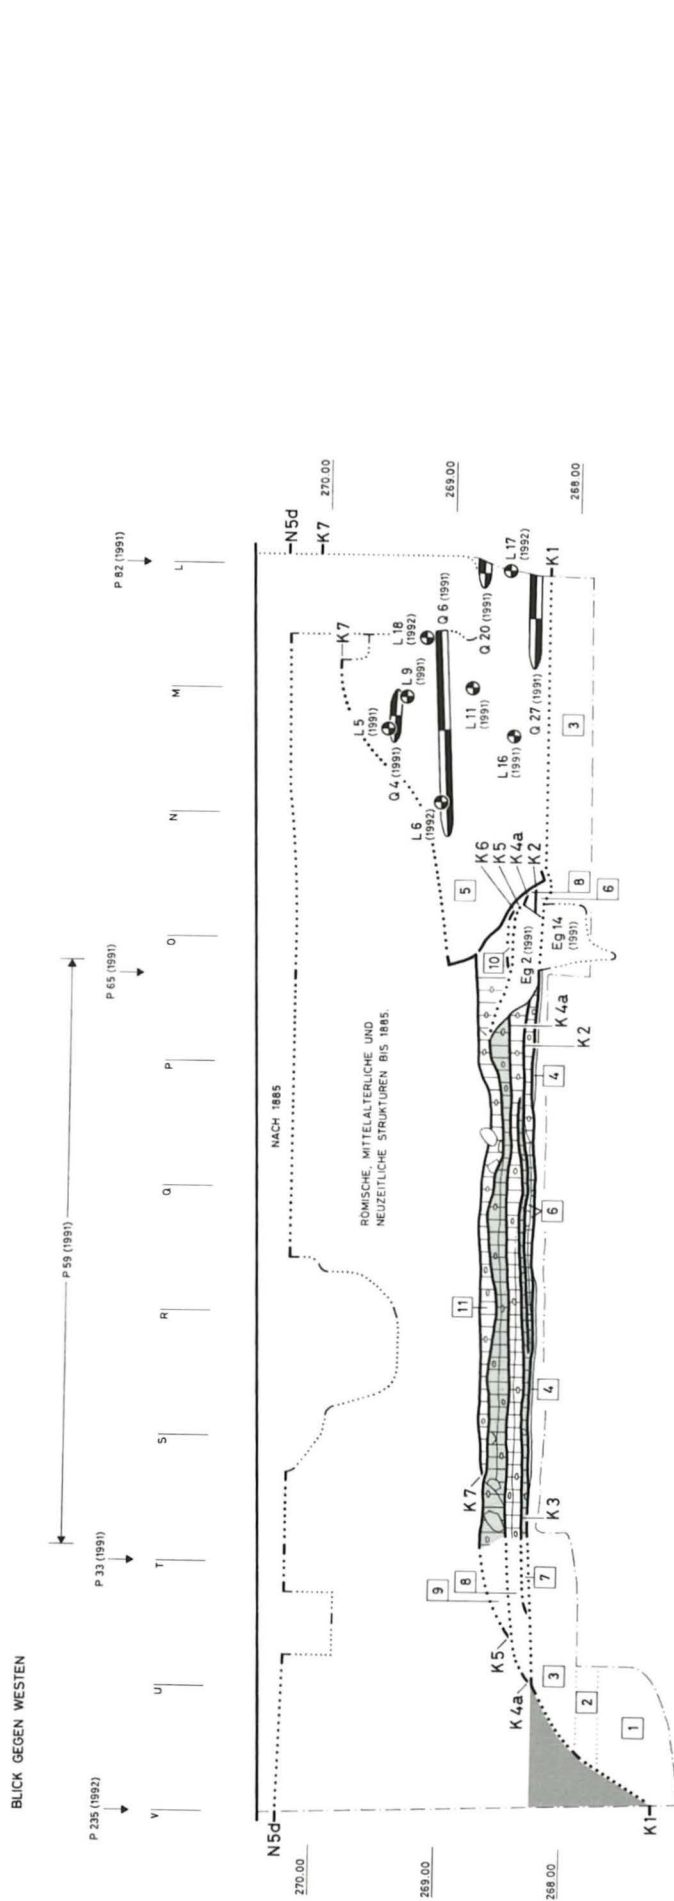 BLICK GEGEN WESTEN
P 59 (1991)
P 235 (1992)
P 33 (1991)
P 65 (1991)
P 82 (1991)
V
U
T
S
R
Q
P
O
N
M
L
NACH 1885
N5d
N5d
K7
270.00
270.00
RÖMISCHE, MITTELALTERLICHE UND
NEUZEITLICHE STRUKTUREN BIS 1885.
K7
L 5
(1991)
L 9
(1991)
L 18
(1992)
Q 4 (1991)
Q 6 (1991)
L 6
(1992)
269.00
269.00
9
8
11
5
K6
K5
K4a
K2
L 11
(1991)
Q 20 (1991)
L 16
(1991)
L 17
(1992)
K7
10
K5
K4a
Eg 2 (1991)
Eg 14
(1991)
Q 27 (1991)
K1
K3
7
4
6
4
K4a
K2
8
6
3
3
2
1
268.00
268.00
K1